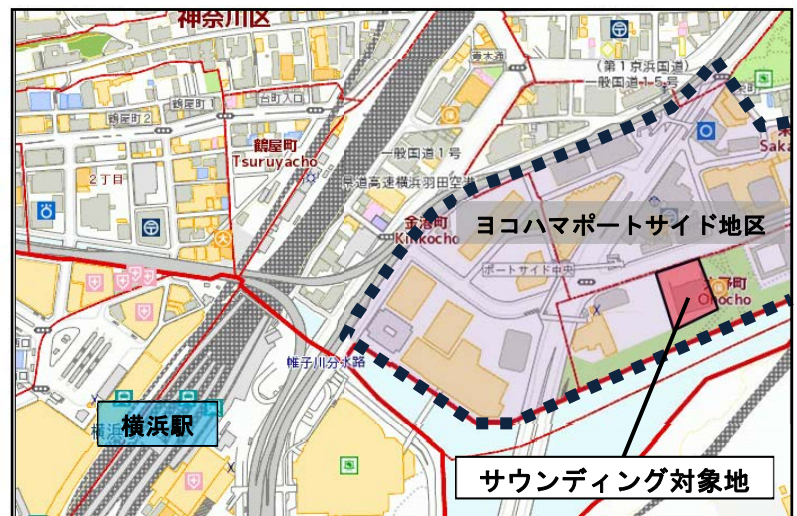 神奈川区
青木通
(第1京浜国道)
一般国道15号
鶴屋町1
台町入口
鶴屋町2
鶴屋町
Tsuruyacho
一般国道1号
県道高速横浜羽田空港
2丁目
金港町
Kinkocho
ヨコハマポートサイド地区
ポートサイド中央
大野町
Onocho
帷子川分水路
横浜駅
サウンディング対象地